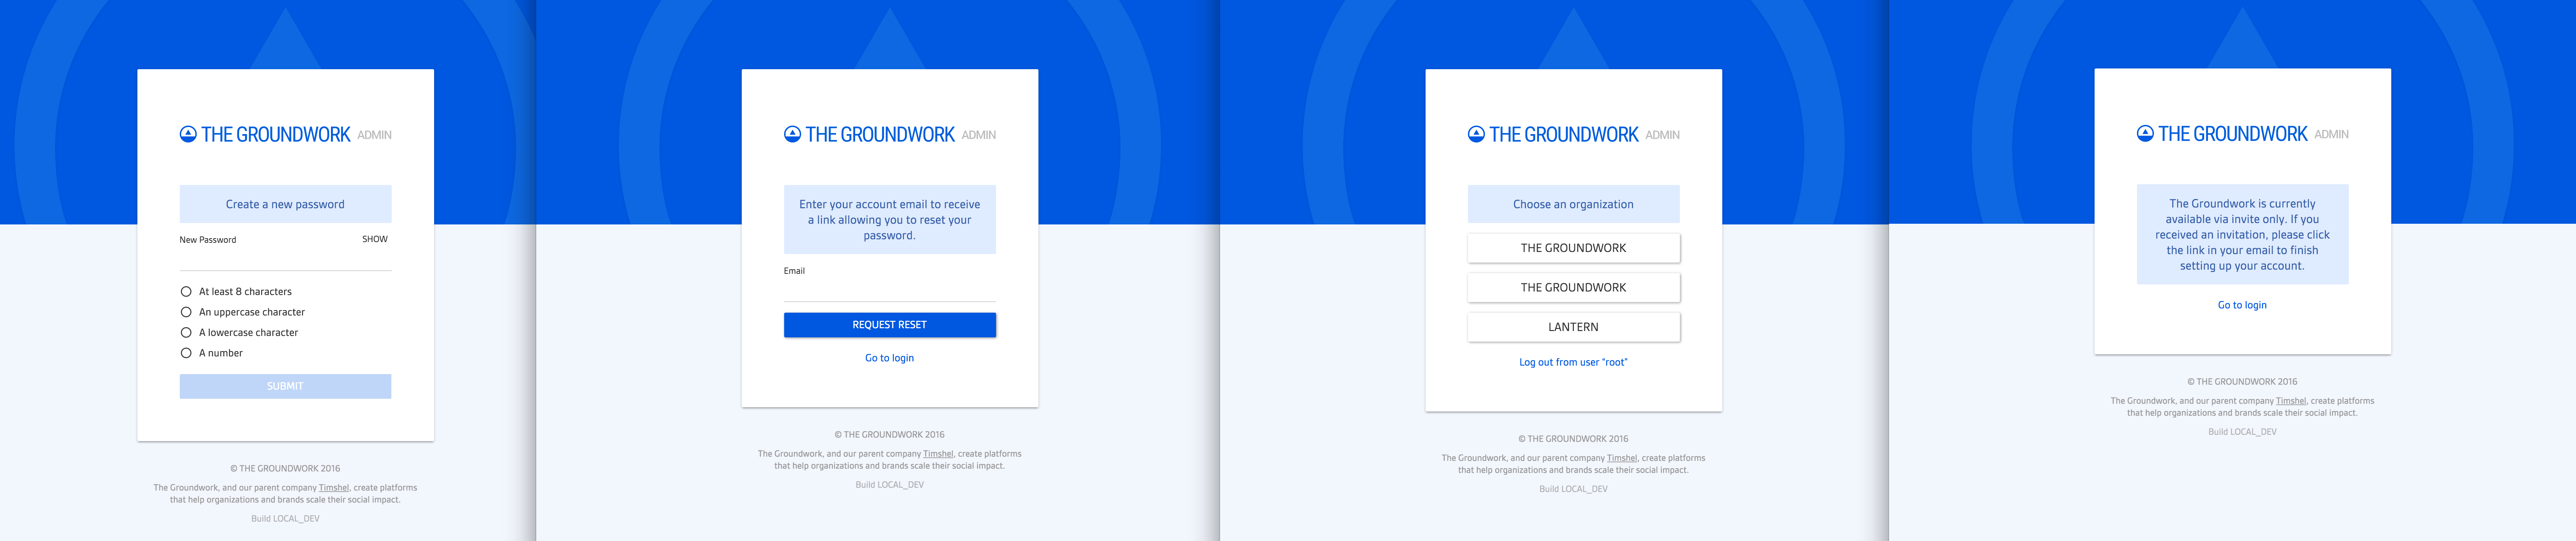 THE GROUNDWORK ADMIN
Create a new password
New Password SHOW
At least 8 characters
An uppercase character
A lowercase character
A number
SUBMIT
© THE GROUNDWORK 2016
The Groundwork, and our parent company Timshel, create platforms
that help organizations and brands scale their social impact.
Build LOCAL_DEV
THE GROUNDWORK ADMIN
Enter your account email to receive
a link allowing you to reset your
password.
Email
REQUEST RESET
Go to login
© THE GROUNDWORK 2016
The Groundwork, and our parent company Timshel, create platforms
that help organizations and brands scale their social impact.
Build LOCAL_DEV
THE GROUNDWORK ADMIN
Choose an organization
THE GROUNDWORK
THE GROUNDWORK
LANTERN
Log out from user "root"
© THE GROUNDWORK 2016
The Groundwork, and our parent company Timshel, create platforms
that help organizations and brands scale their social impact.
Build LOCAL_DEV
THE GROUNDWORK ADMIN
The Groundwork is currently
available via invite only. If you
received an invitation, please click
the link in your email to finish
setting up your account.
Go to login
© THE GROUNDWORK 2016
The Groundwork, and our parent company Timshel, create platforms
that help organizations and brands scale their social impact.
Build LOCAL_DEV